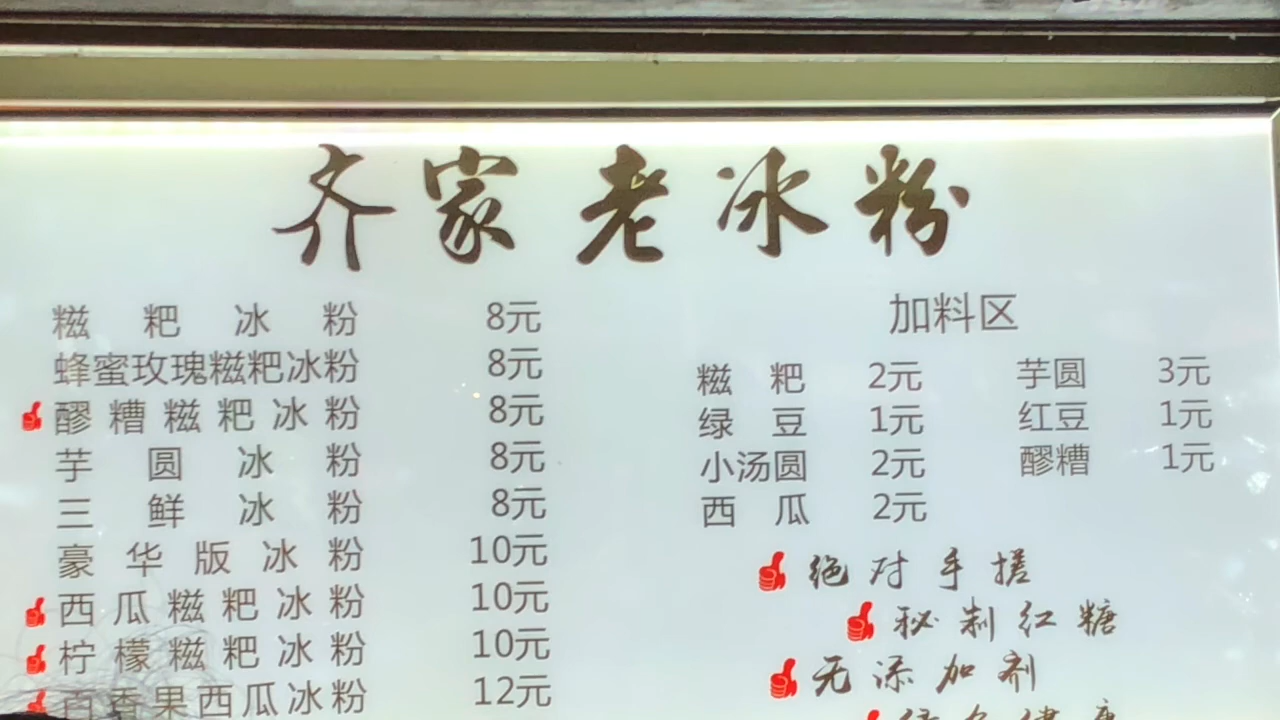 齐家老冰粉
糍粑冰粉 8元
蜂蜜玫瑰糍粑冰粉 8元
醪糟糍粑冰粉 8元
芋圆冰粉 8元
三鲜冰粉 8元
豪华版冰粉 10元
西瓜糍粑冰粉 10元
柠檬糍粑冰粉 10元
百香果西瓜冰粉 12元
加料区
糍粑 2元 芋圆 3元
绿豆 1元 红豆 1元
小汤圆 2元 醪糟 1元
西瓜 2元
绝对手搓
秘制红糖
无添加剂